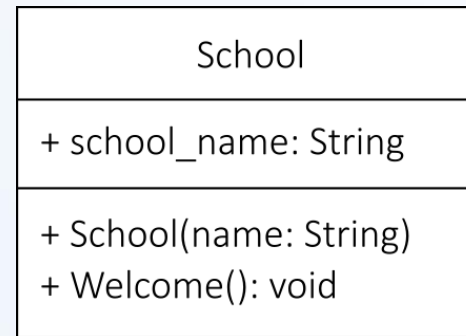 School
+ school_name: String
+ School(name: String)
+ Welcome(): void